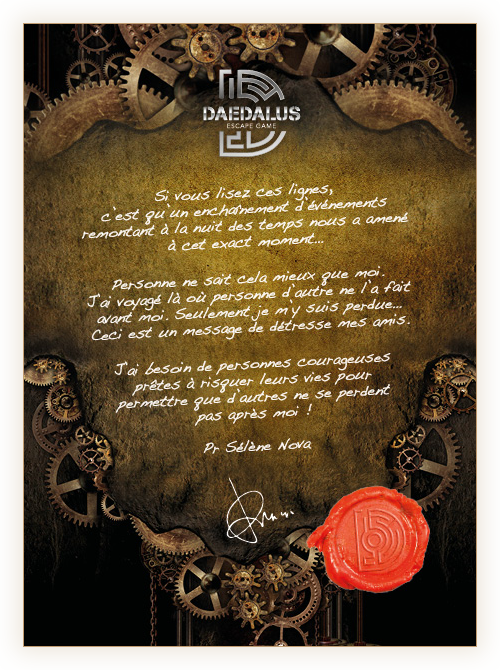 DAEDALUS
ESCAPE GAME
Si vous lisez ces lignes,
c'est qu'un enchaînement d'événements
remontant à la nuit des temps nous a amené
à cet exact moment...
Personne ne sait cela mieux que moi.
J'ai voyagé là où personne d'autre ne l'a fait
avant moi. Seulement je m'y suis perdue...
Ceci est un message de détresse mes amis.
J'ai besoin de personnes courageuses
prêtes à risquer leurs vies pour
permettre que d'autres ne se perdent
pas après moi !
Pr Sélène Nova